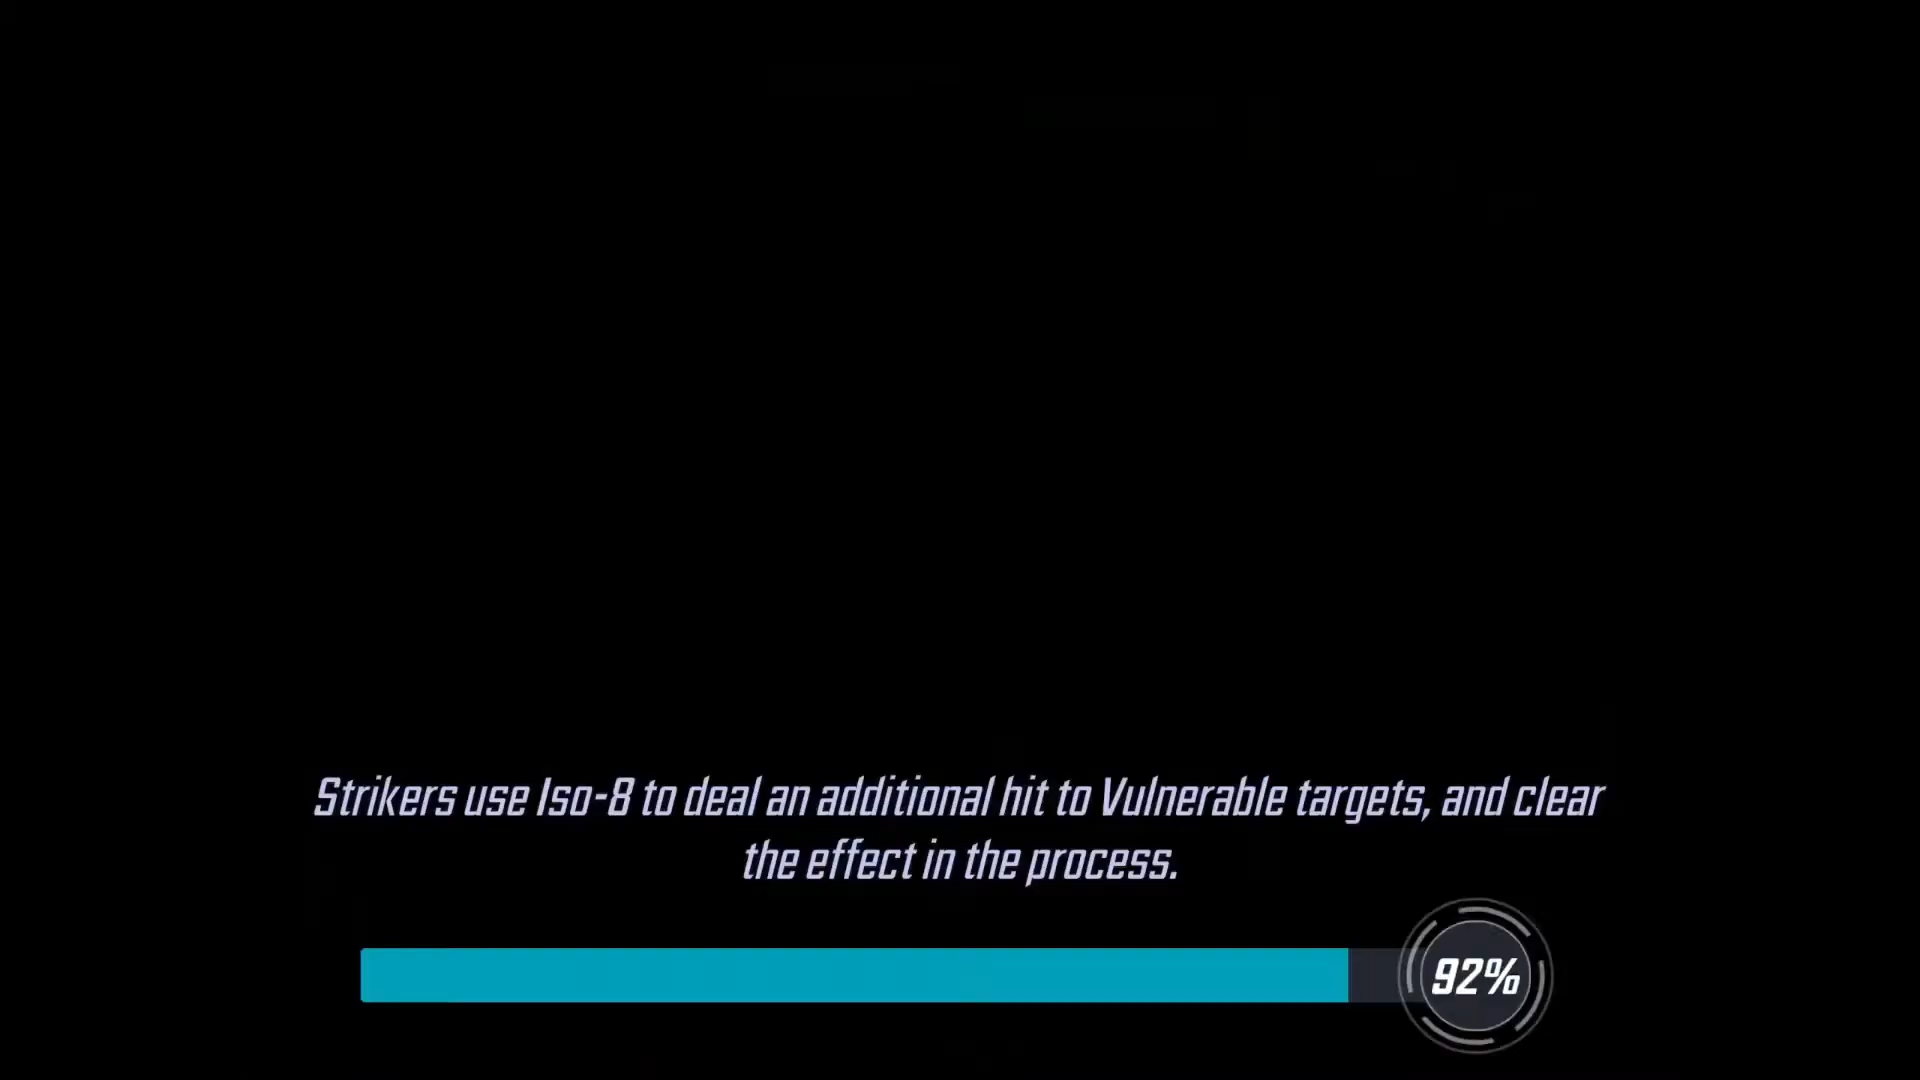 Strikers use Iso-8 to deal an additional hit to Vulnerable targets, and clear
the effect in the process.
92%